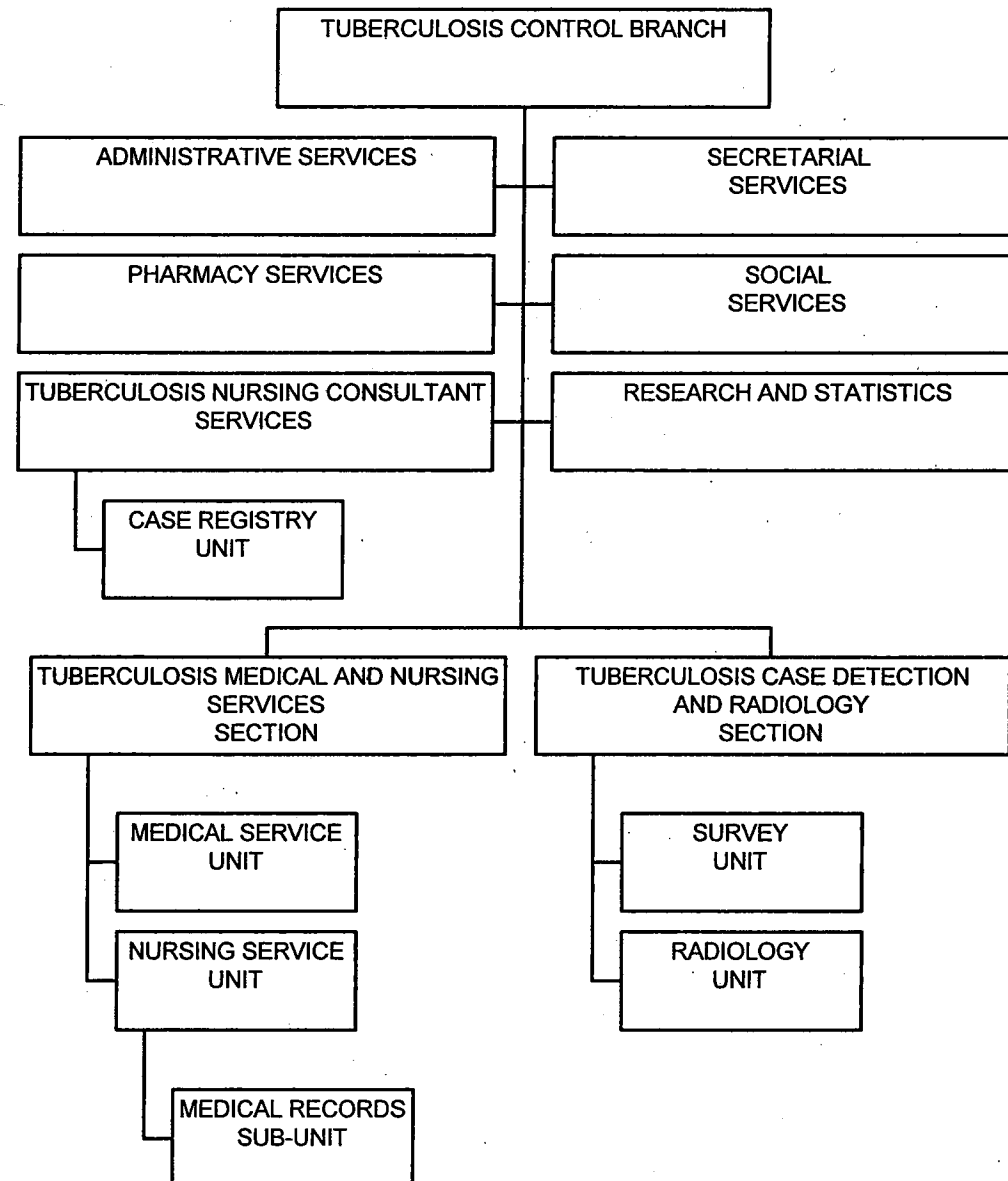 TUBERCULOSIS CONTROL BRANCH
ADMINISTRATIVE SERVICES
SECRETARIAL
SERVICES
PHARMACY SERVICES
SOCIAL
SERVICES
TUBERCULOSIS NURSING CONSULTANT
SERVICES
RESEARCH AND STATISTICS
CASE REGISTRY
UNIT
TUBERCULOSIS MEDICAL AND NURSING
SERVICES
SECTION
TUBERCULOSIS CASE DETECTION
AND RADIOLOGY
SECTION
MEDICAL SERVICE
UNIT
NURSING SERVICE
UNIT
MEDICAL RECORDS
SUB-UNIT
SURVEY
UNIT
RADIOLOGY
UNIT